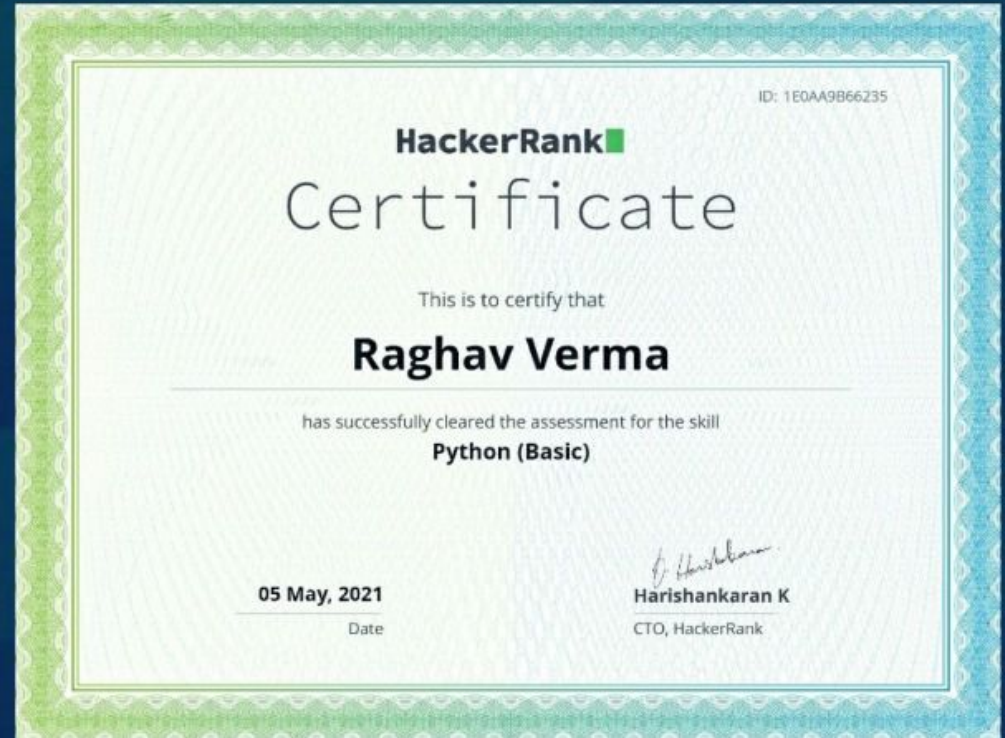 ID: 1E0AA9B66235
HackerRank
Certificate
This is to certify that
Raghav Verma
has successfully cleared the assessment for the skill
Python (Basic)
05 May, 2021
Date
Harishankaran K
CTO, HackerRank